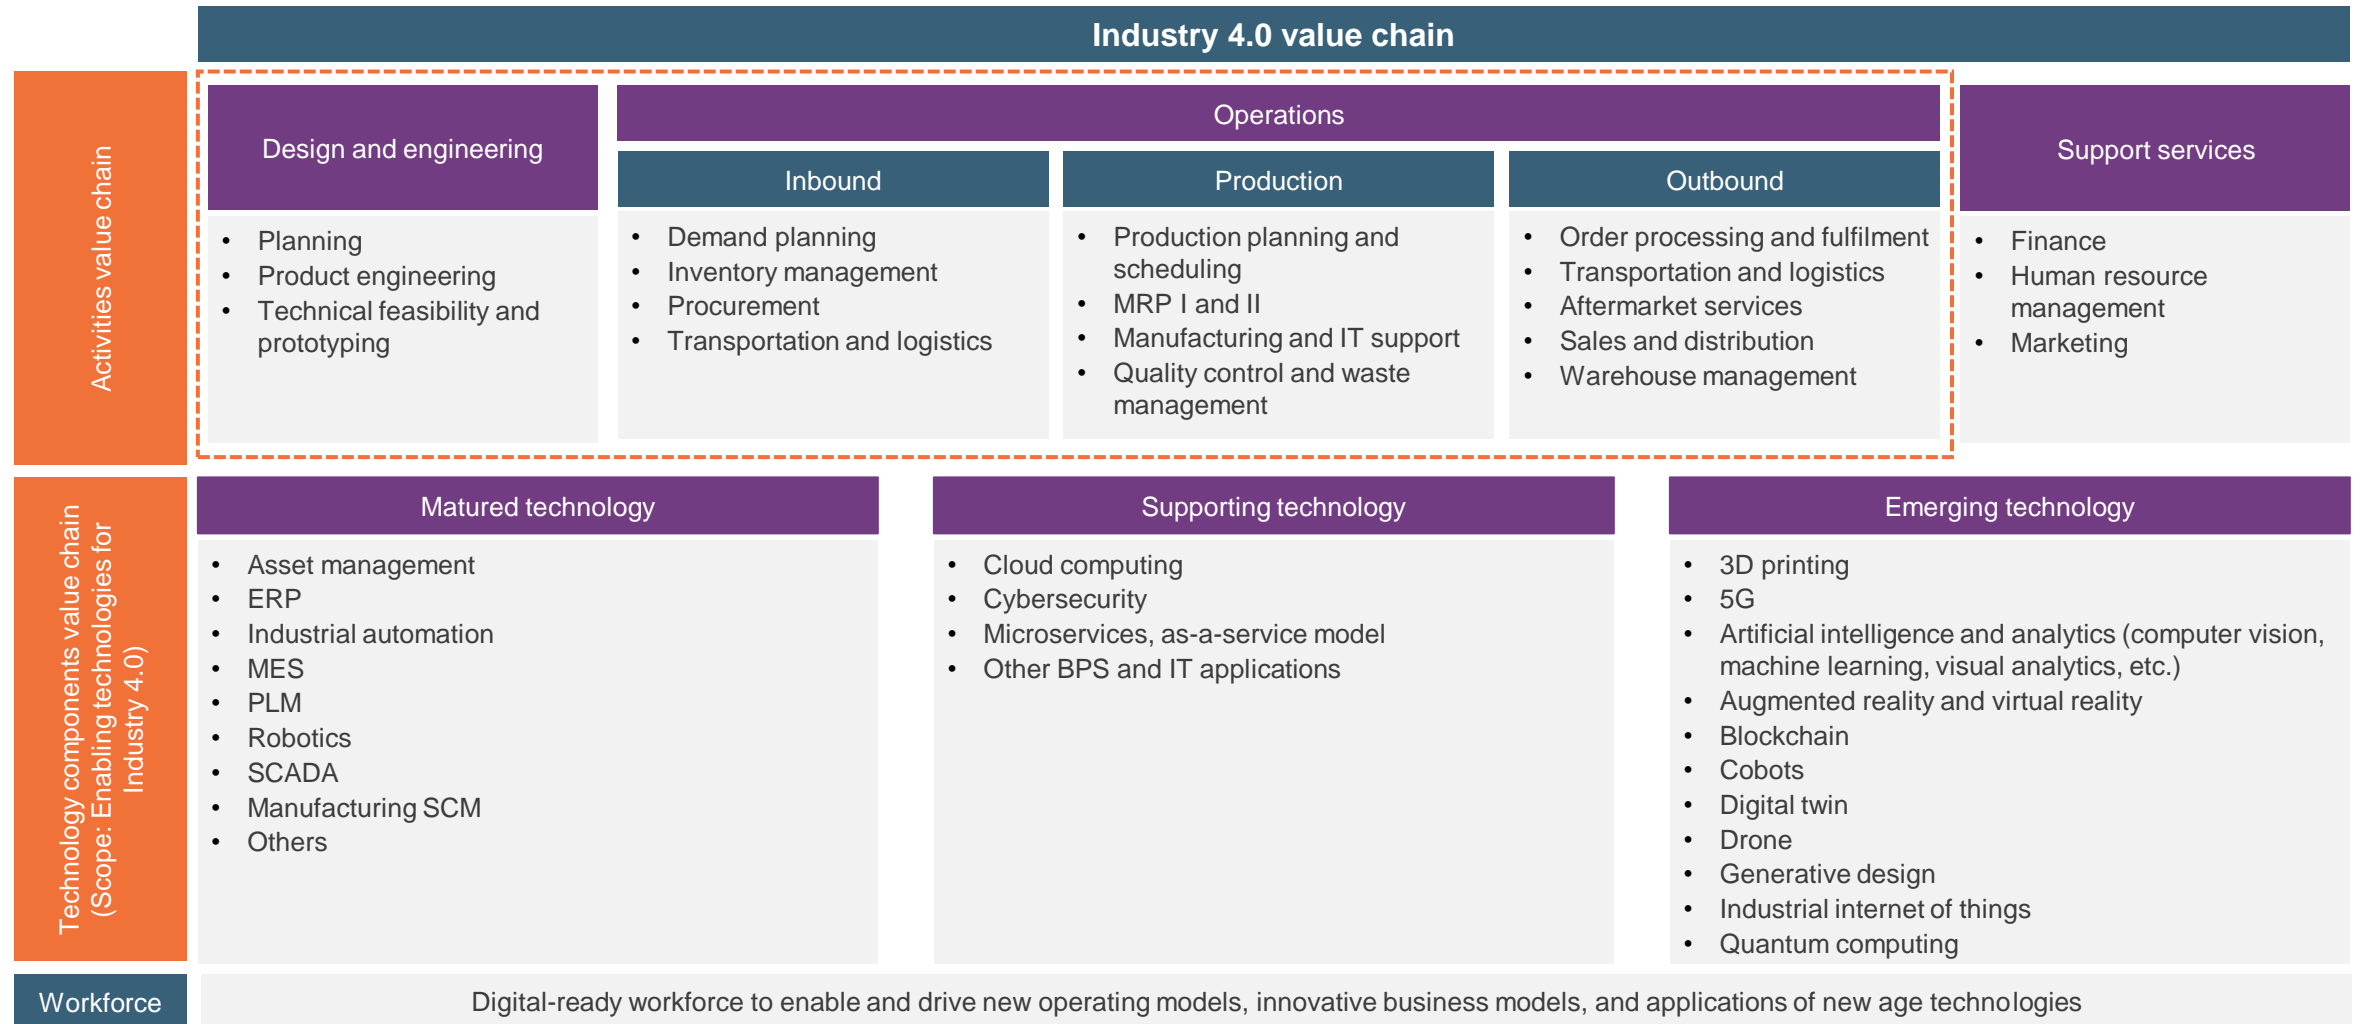 Industry 4.0 value chain
Activities value chain
Design and engineering
• Planning
• Product engineering
• Technical feasibility and
prototyping
Operations
Inbound
• Demand planning
• Inventory management
• Procurement
• Transportation and logistics
Production
• Production planning and
scheduling
• MRP I and II
• Manufacturing and IT support
• Quality control and waste
management
Outbound
• Order processing and fulfilment
• Transportation and logistics
• Aftermarket services
• Sales and distribution
• Warehouse management
Support services
• Finance
• Human resource
management
• Marketing
Technology components value chain
(Scope: Enabling technologies for
Industry 4.0)
Matured technology
• Asset management
• ERP
• Industrial automation
• MES
• PLM
• Robotics
• SCADA
• Manufacturing SCM
• Others
Supporting technology
• Cloud computing
• Cybersecurity
• Microservices, as-a-service model
• Other BPS and IT applications
Emerging technology
• 3D printing
• 5G
• Artificial intelligence and analytics (computer vision,
machine learning, visual analytics, etc.)
• Augmented reality and virtual reality
• Blockchain
• Cobots
• Digital twin
• Drone
• Generative design
• Industrial internet of things
• Quantum computing
Workforce
Digital-ready workforce to enable and drive new operating models, innovative business models, and applications of new age technologies